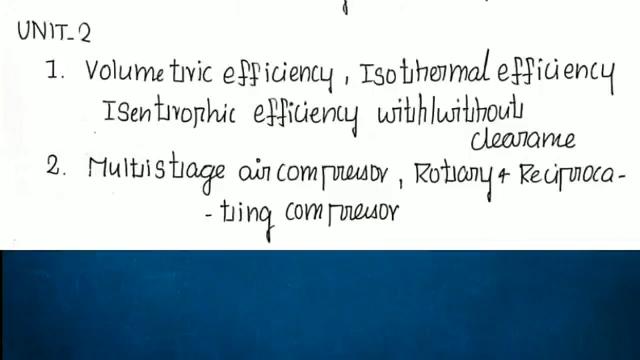 UNIT-2
1. Volumetric efficiency, Isothermal efficiency
Isentrophic efficiency with/without
clearame
2. Multistage air compressor, Rotary + Reciproca-
-ting compressor